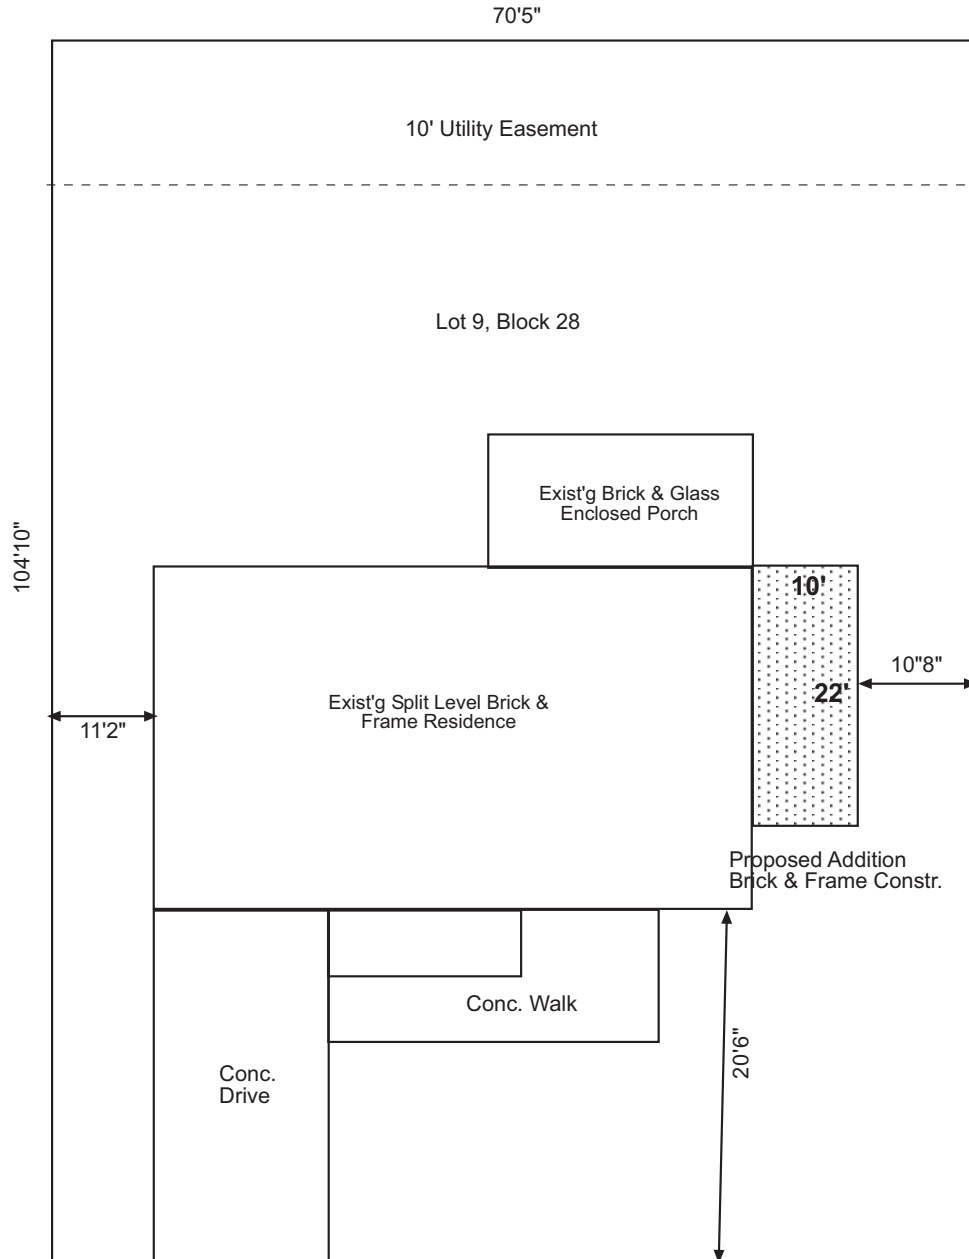 70'5"
10' Utility Easement
Lot 9, Block 28
Exist'g Brick & Glass
Enclosed Porch
104'10"
10'
10"8"
22'
Exist'g Split Level Brick &
Frame Residence
11'2"
Proposed Addition
Brick & Frame Constr.
Conc. Walk
20'6"
Conc.
Drive